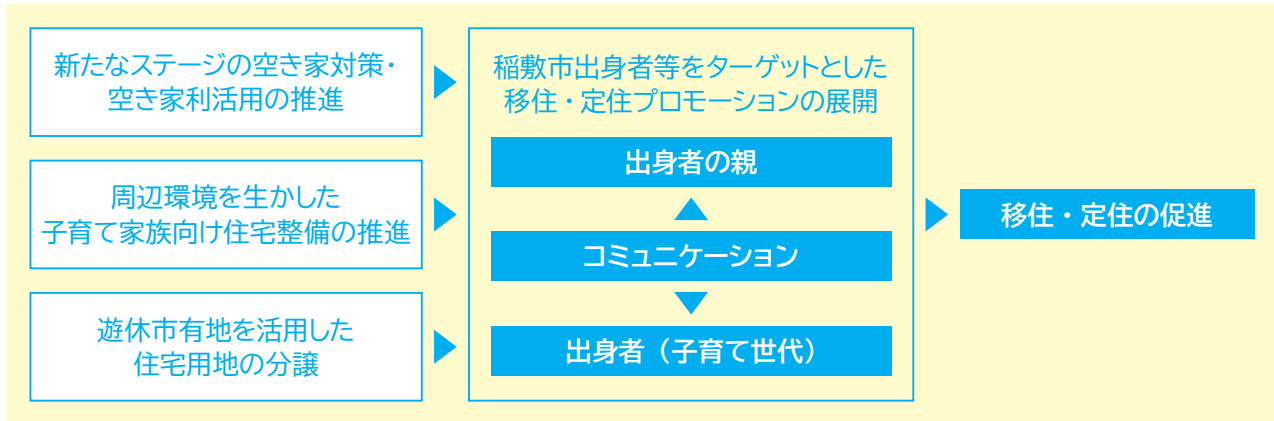 新たなステージの空き家対策・
空き家利活用の推進
周辺環境を生かした
子育て家族向け住宅整備の推進
遊休市有地を活用した
住宅用地の分譲
稲敷市出身者等をターゲットとした
移住・定住プロモーションの展開
出身者の親
コミュニケーション
出身者（子育て世代）
移住・定住の促進